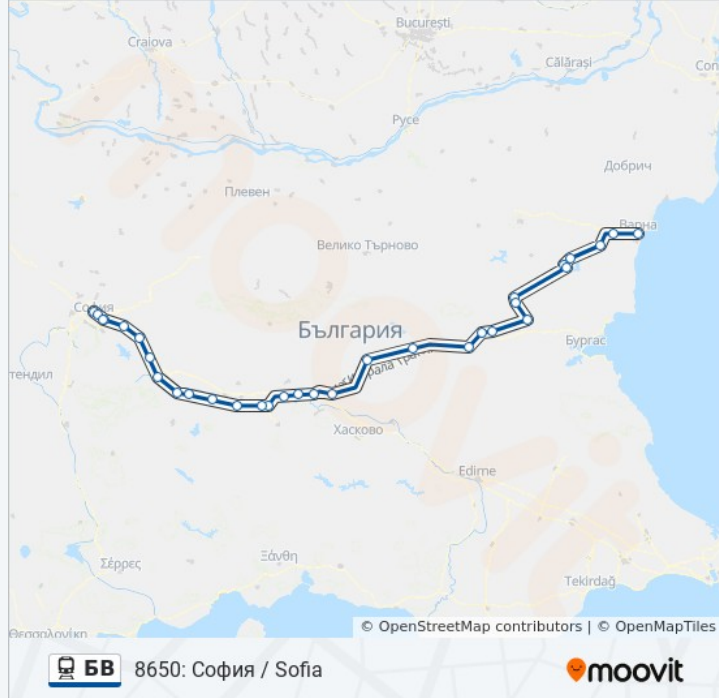 București
Craiova
Călărași
Con
Русе
Добрич
Плевен
Варна
Велико Търново
София
България
Бургас
тендил
Хасково
Edirne
Σέρρες
Ξάνθη
Tekirdağ
Θεσσαλονίκη
© OpenStreetMap contributors | © OpenMapTiles
БВ 8650: София / Sofia
moovit